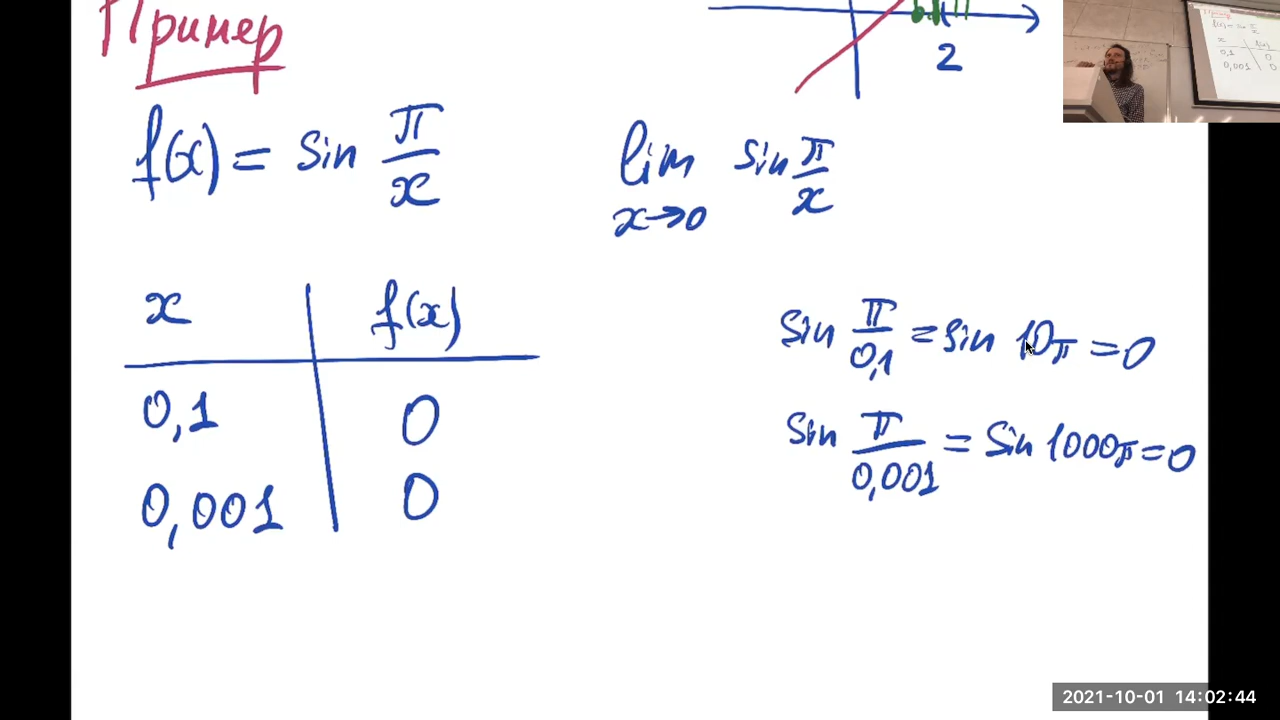 Пример
2
f(x) = sin π/x
lim x→0 sin π/x
x | f(x)
0,1 | 0
0,001 | 0
sin π/0,1 = sin 10π = 0
sin π/0,001 = sin 1000π = 0
2021-10-01 14:02:44